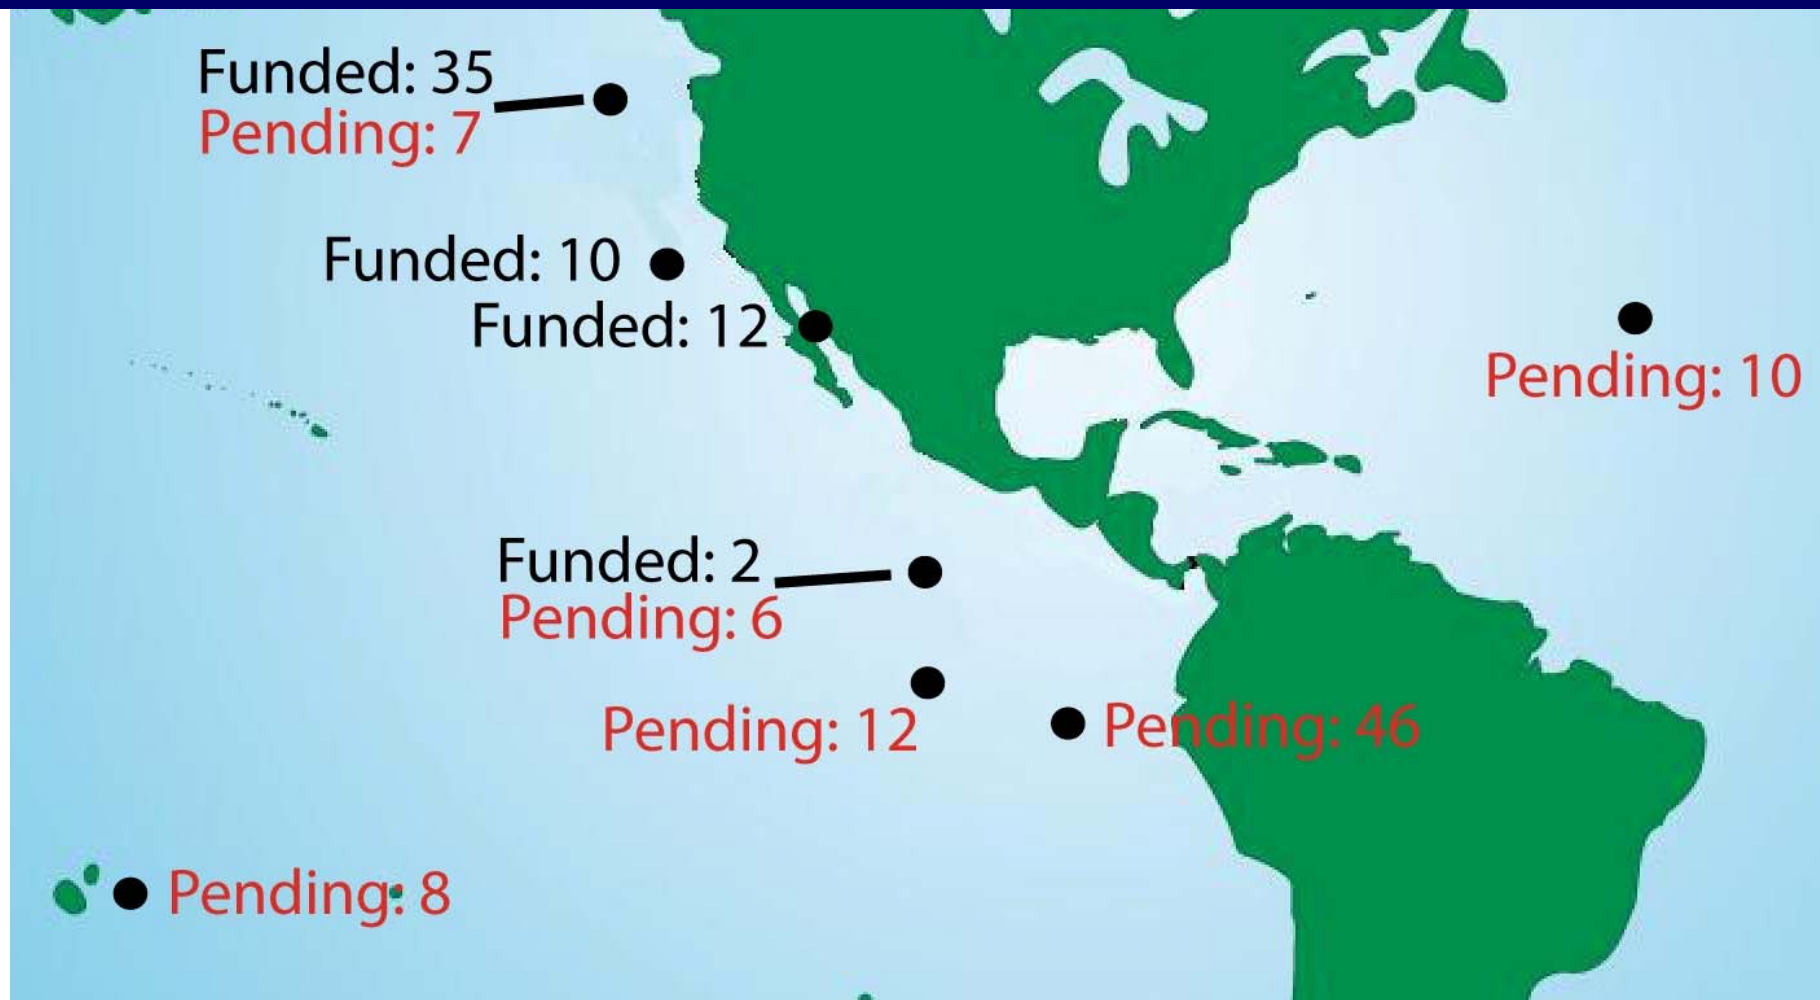 Funded: 35
Pending: 7
Funded: 10
Funded: 12
Pending: 10
Funded: 2
Pending: 6
Pending: 12
Pending: 46
Pending: 8